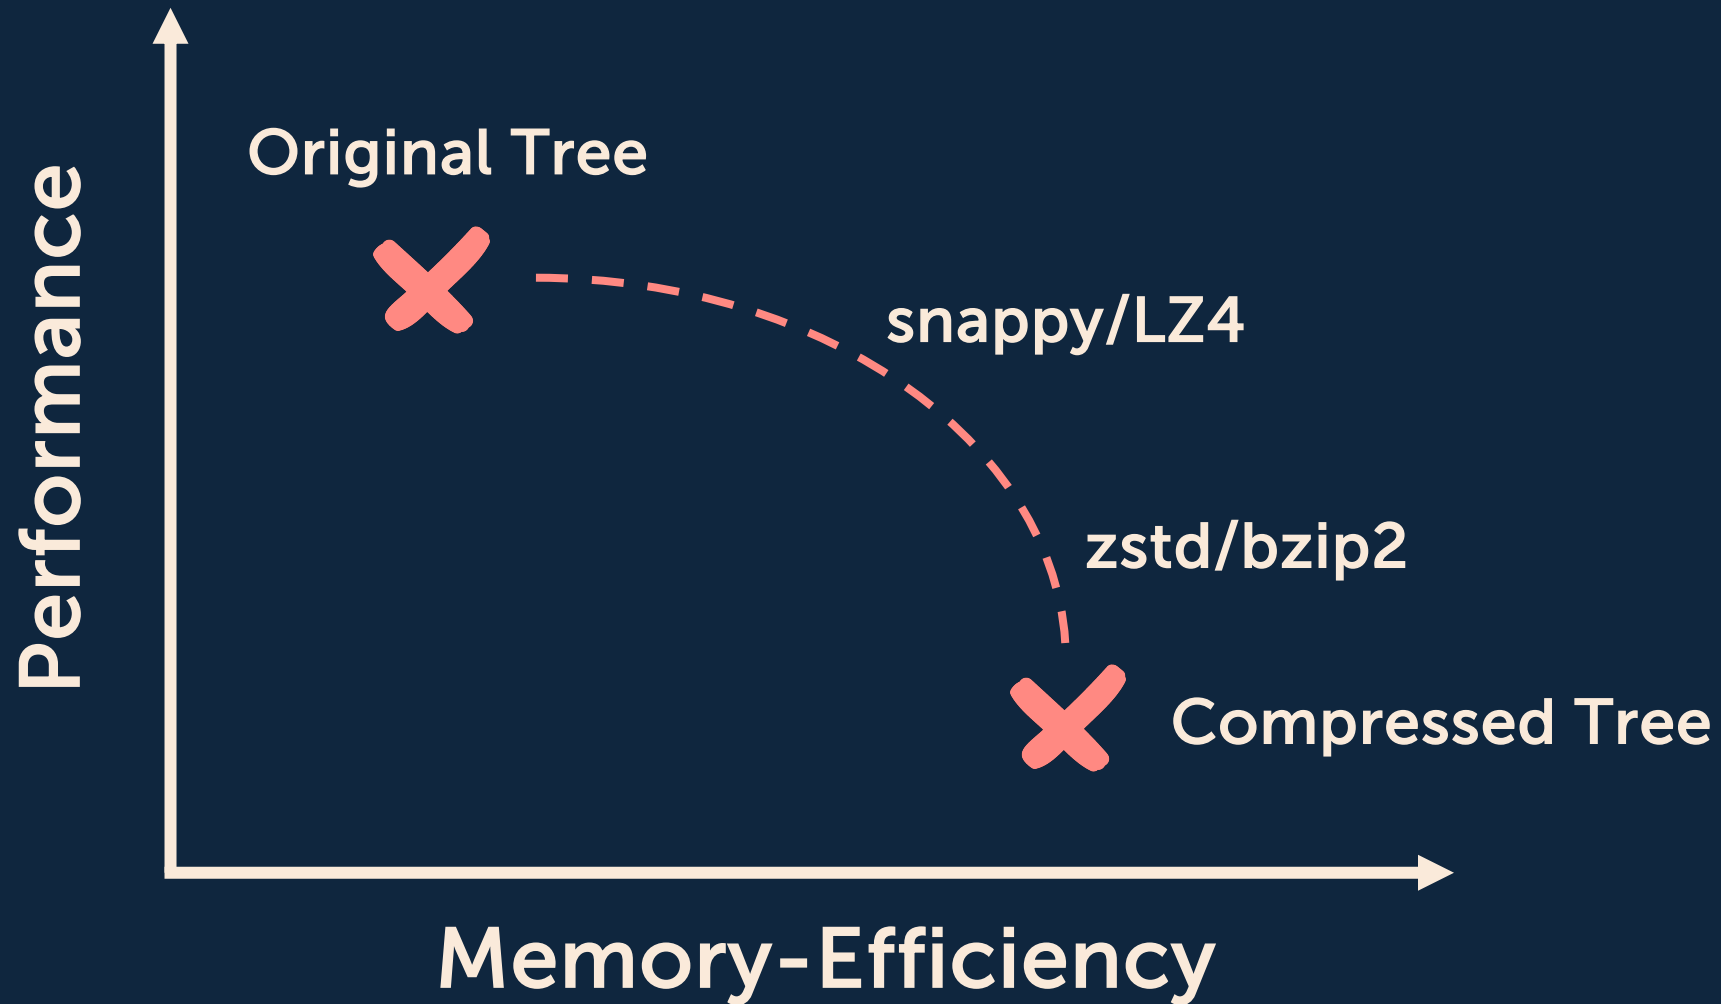 Performance
Original Tree
snappy/LZ4
zstd/bzip2
Compressed Tree
Memory-Efficiency